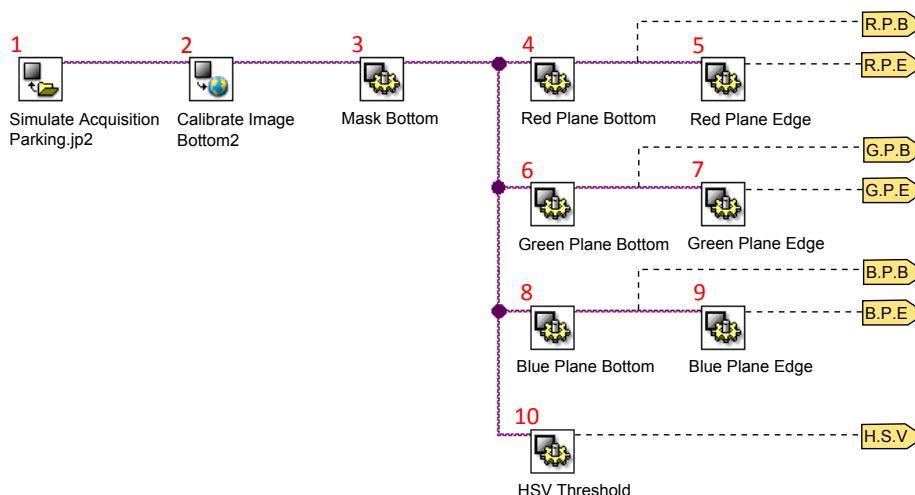 R.P.B
1
2
3
4
5
R.P.E
Simulate Acquisition
Parking.jp2
Calibrate Image
Bottom2
Mask Bottom
Red Plane Bottom
Red Plane Edge
G.P.B
6
7
G.P.E
Green Plane Bottom
Green Plane Edge
B.P.B
8
9
B.P.E
Blue Plane Bottom
Blue Plane Edge
10
H.S.V
HSV Threshold